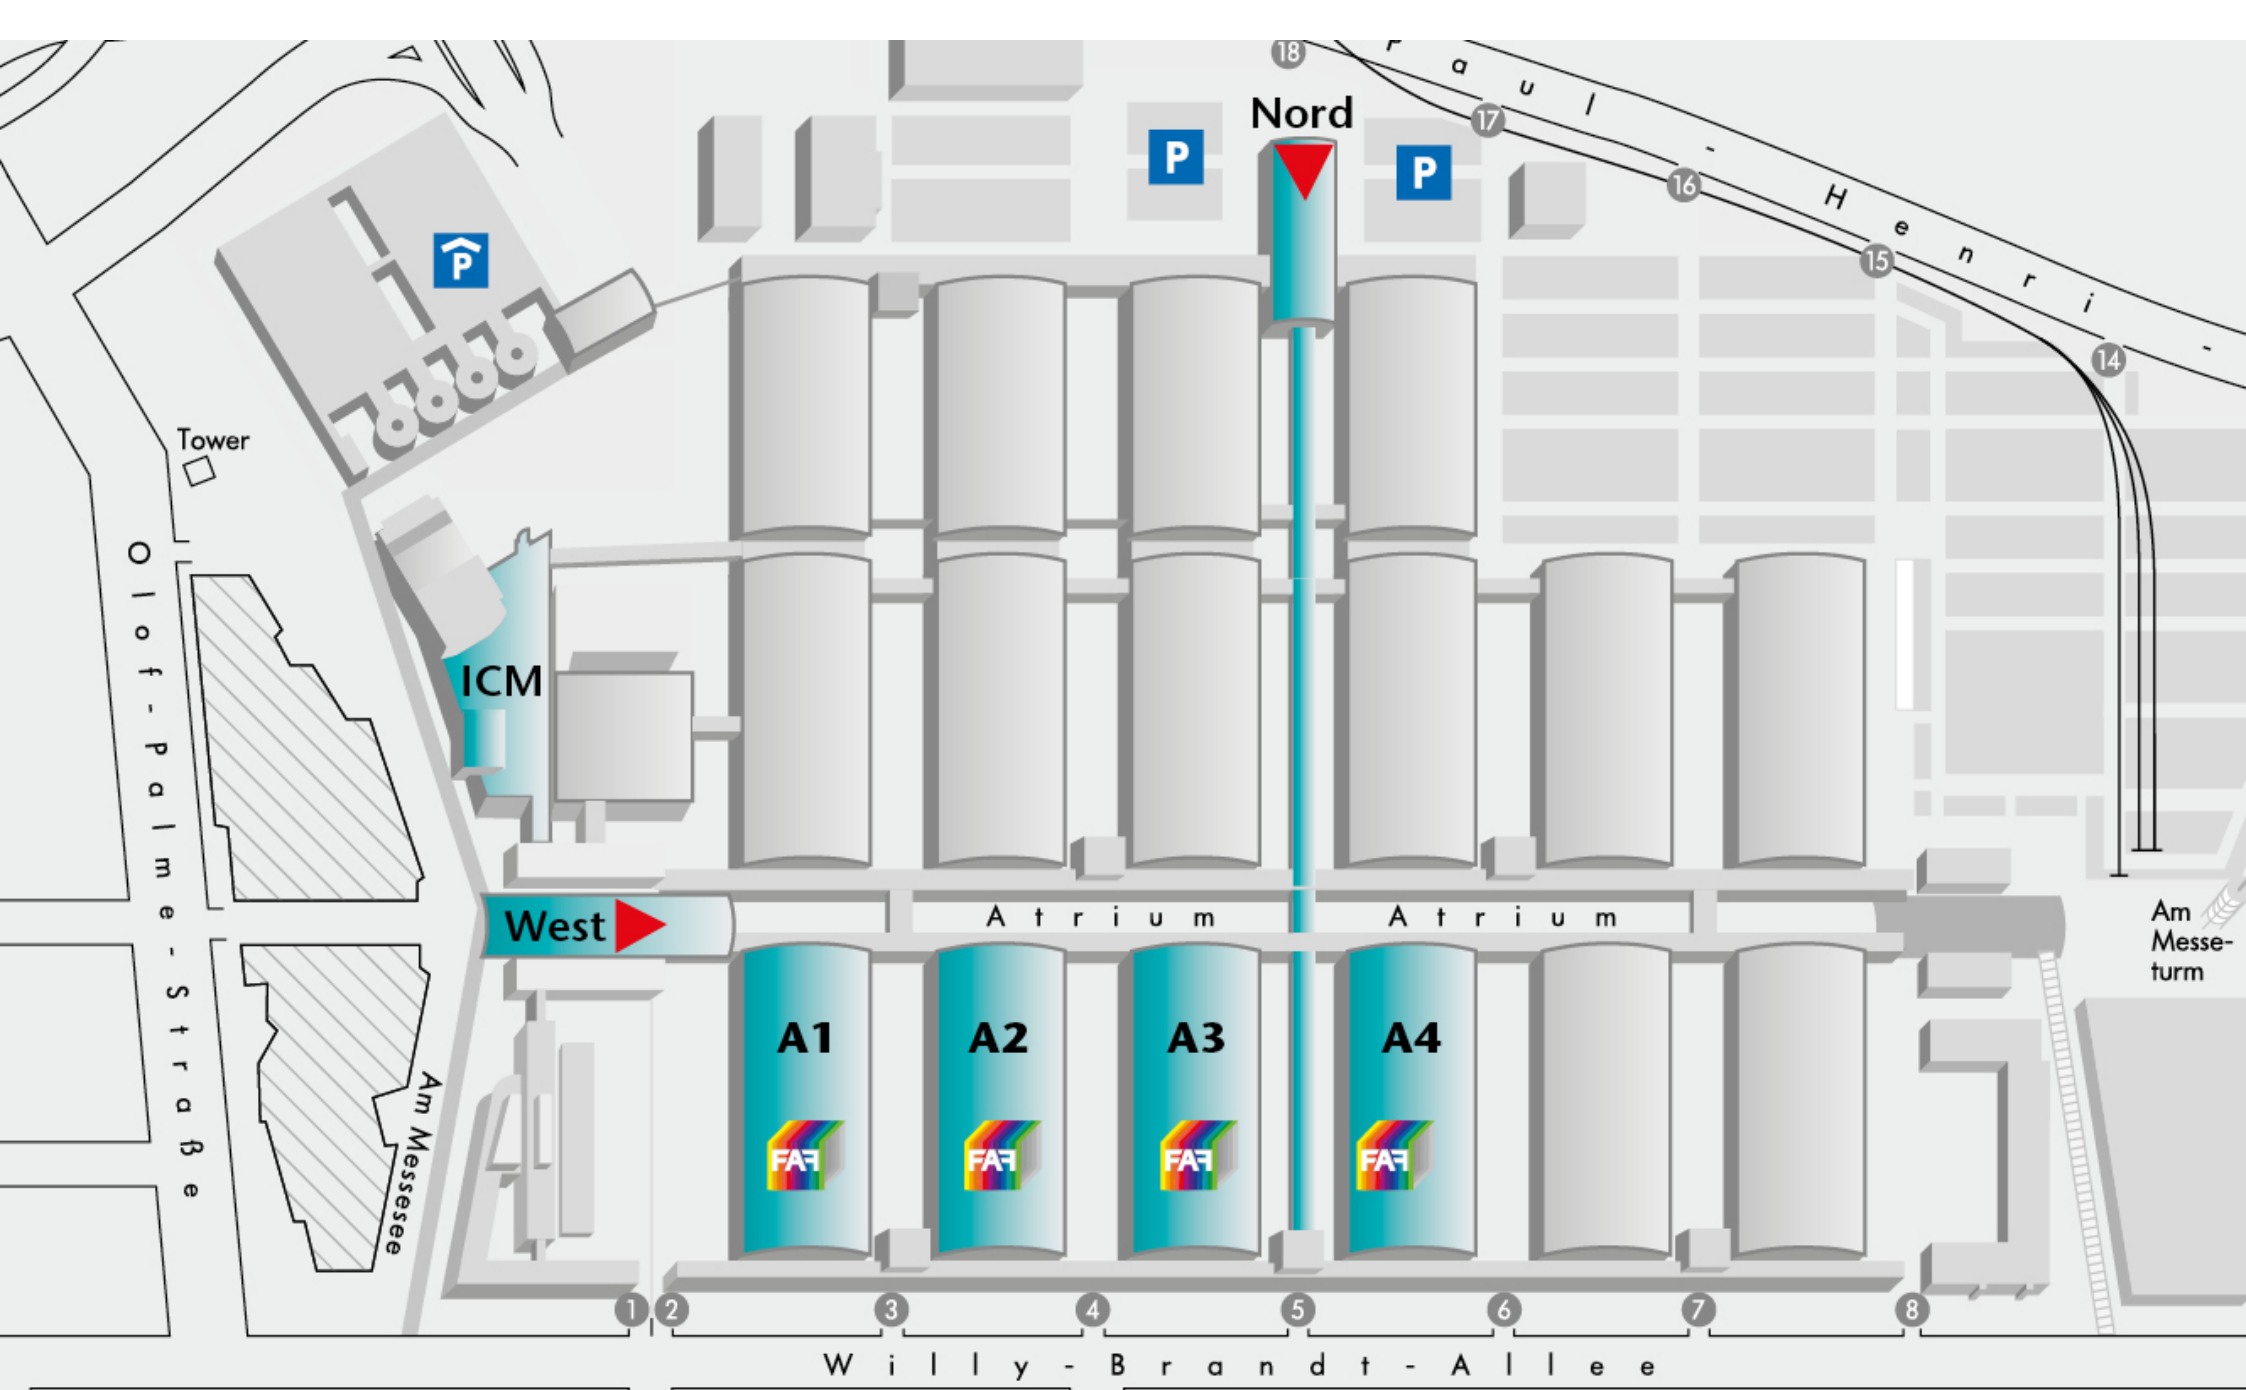 18
Paul-Henri-
Nord
17
P
P
16
15
P
14
Tower
Olof-Palme-Straße
ICM
West
Atrium
Atrium
Am
Messe-
turm
A1
A2
A3
A4
FAF
FAF
FAF
FAF
Am Messesee
1
2
3
4
5
6
7
8
Willy-Brandt-Allee